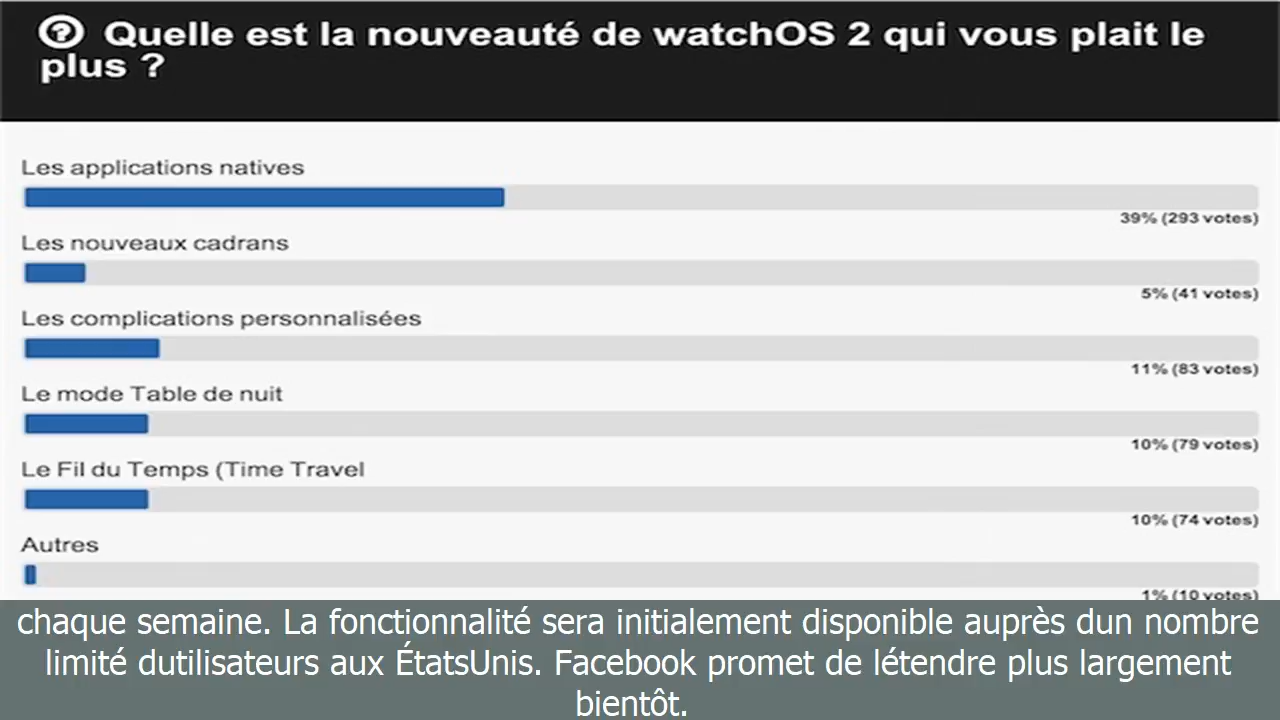 Quelle est la nouveauté de watchOS 2 qui vous plait le
plus ?
Les applications natives
39% (293 votes)
Les nouveaux cadrans
5% (41 votes)
Les complications personnalisées
11% (83 votes)
Le mode Table de nuit
10% (79 votes)
Le Fil du Temps (Time Travel
10% (74 votes)
Autres
1% (10 votes)
chaque semaine. La fonctionnalité sera initialement disponible auprès dun nombre
limité dutilisateurs aux ÉtatsUnis. Facebook promet de létendre plus largement
bientôt.